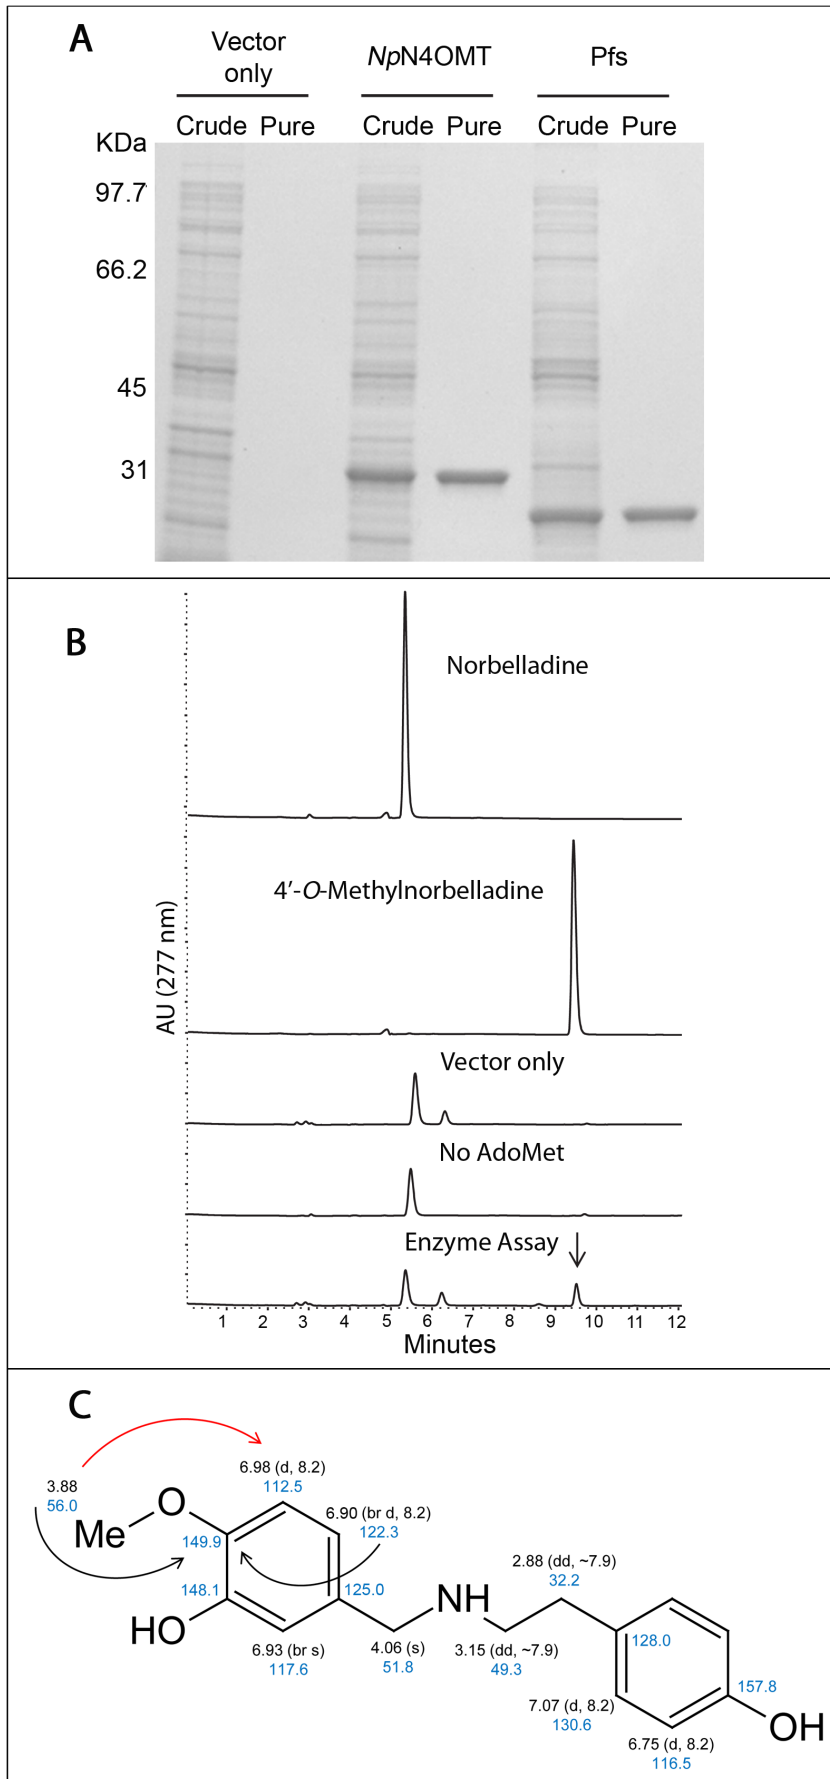 A
Vector
only
NpN4OMT
Pfs
Crude Pure
Crude Pure
Crude Pure
KDa
97.7
66.2
45
31
B
Norbelladine
4′-O-Methylnorbelladine
AU (277 nm)
Vector only
No AdoMet
Enzyme Assay
1 2 3 4 5 6 7 8 9 10 11 12
Minutes
C
3.88
56.0
6.98 (d, 8.2)
112.5
6.90 (br d, 8.2)
122.3
Me
O
149.9
148.1
125.0
HO
6.93 (br s)
117.6
4.06 (s)
51.8
NH
3.15 (dd, ~7.9)
49.3
2.88 (dd, ~7.9)
32.2
128.0
7.07 (d, 8.2)
130.6
6.75 (d, 8.2)
116.5
157.8
OH